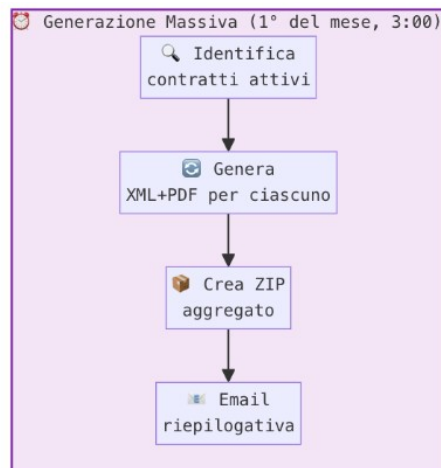 ⏰ Generazione Massiva (1° del mese, 3:00)
🔍 Identifica
contratti attivi
🔄 Genera
XML+PDF per ciascuno
📦 Crea ZIP
aggregato
📧 Email
riepilogativa